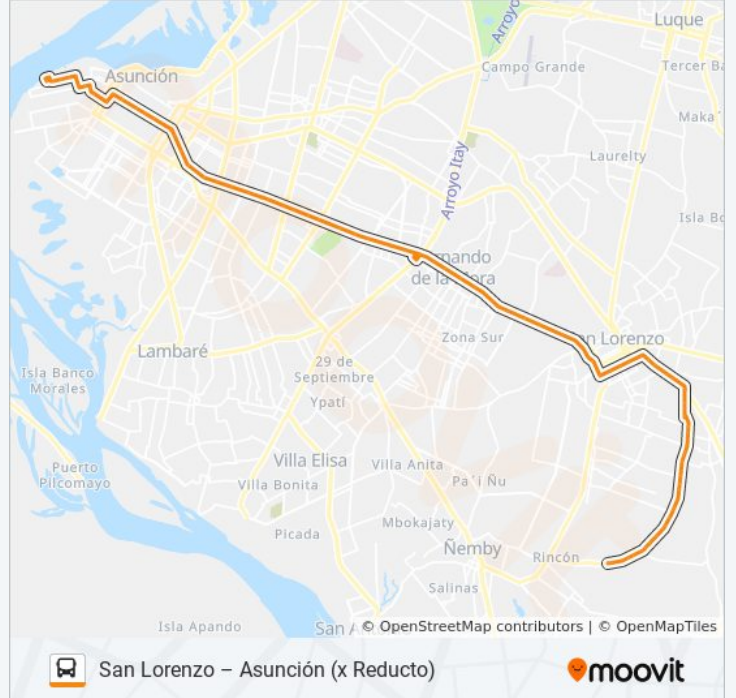 Luque
Arroyo
Asunción
Campo Grande
Tercer Ba
Maka
Laurelty
Arroyo Itay
Isla Bo
rnando
de la Mora
Zona Sur
n Lorenzo
Lambaré
29 de
Septiembre
Isla Banco
Morales
Ypatí
Villa Elisa
Villa Anita
Puerto
Pilcomayo
Villa Bonita
Pa'i Ñu
Mbokajaty
Picada
Ñemby
Rincón
Salinas
Isla Apando
San A
© OpenStreetMap contributors | © OpenMapTiles
San Lorenzo – Asunción (x Reducto)
moovit